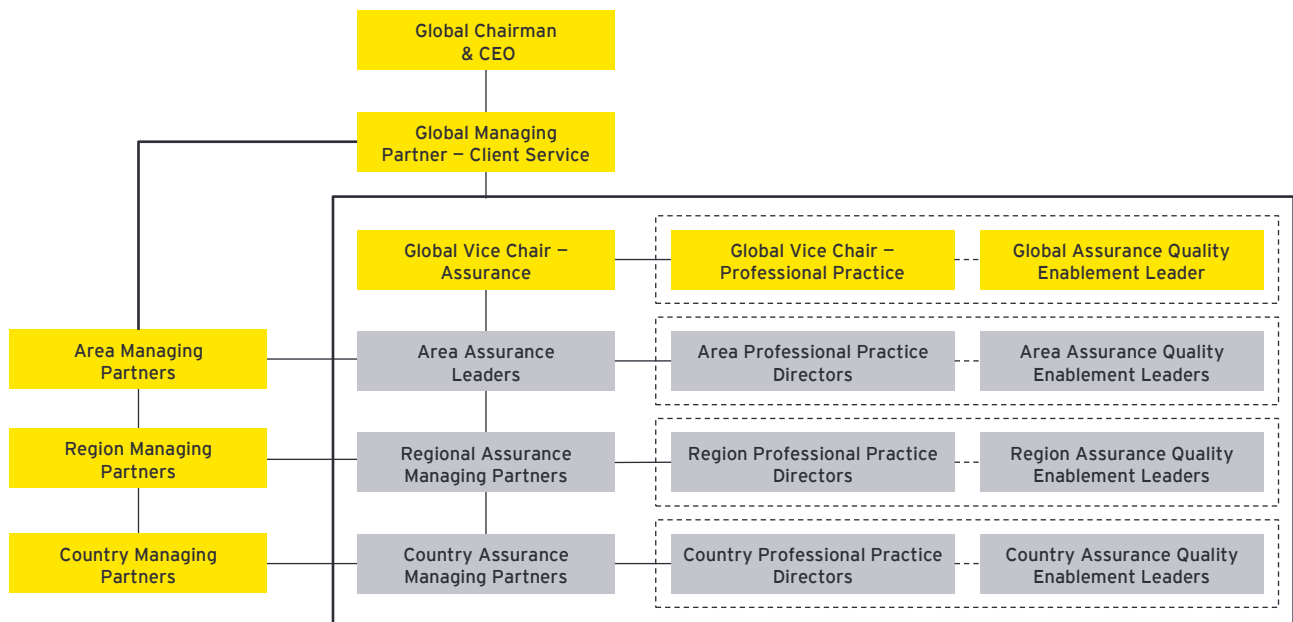 Global Chairman
& CEO
Global Managing
Partner – Client Service
Global Vice Chair –
Assurance
Global Vice Chair –
Professional Practice
Global Assurance Quality
Enablement Leader
Area Managing
Partners
Area Assurance
Leaders
Area Professional Practice
Directors
Area Assurance Quality
Enablement Leaders
Region Managing
Partners
Regional Assurance
Managing Partners
Region Professional Practice
Directors
Region Assurance Quality
Enablement Leaders
Country Managing
Partners
Country Assurance
Managing Partners
Country Professional Practice
Directors
Country Assurance Quality
Enablement Leaders